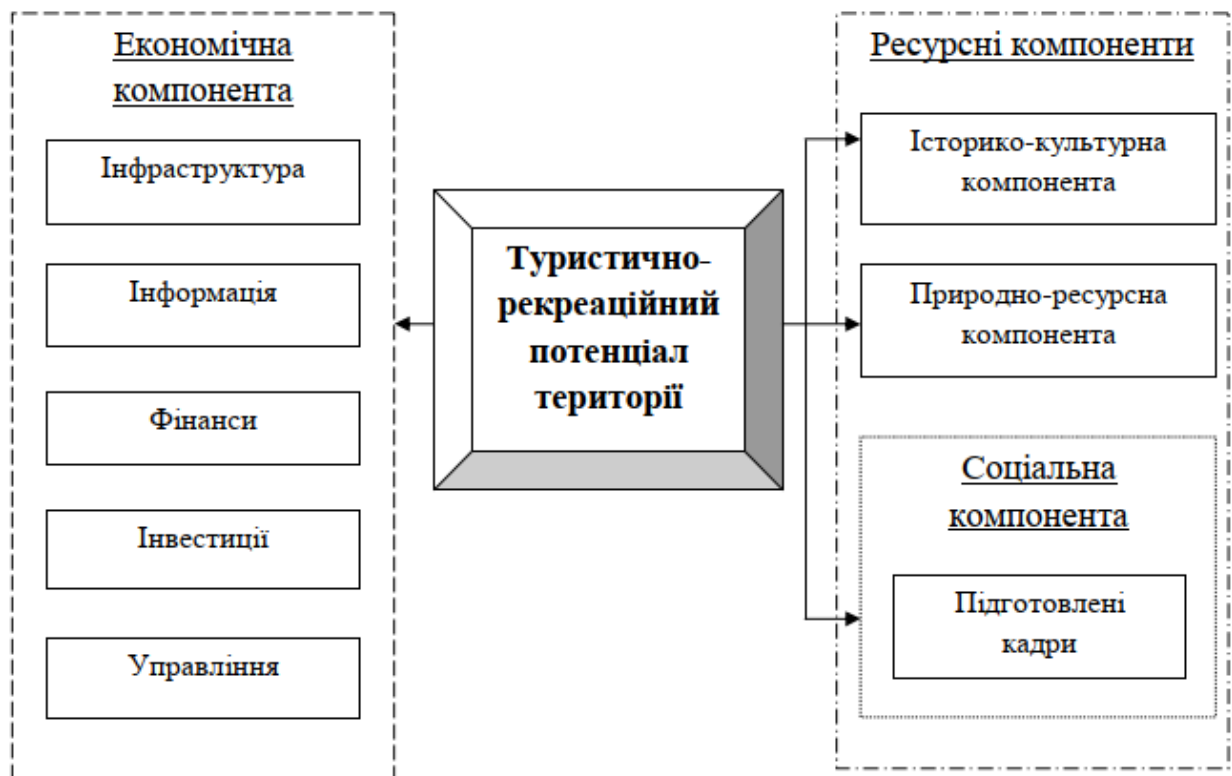 Економічна
компонента
Інфраструктура
Інформація
Фінанси
Інвестиції
Управління
Туристично-
рекреаційний
потенціал
території
Ресурсні компоненти
Історико-культурна
компонента
Природно-ресурсна
компонента
Соціальна
компонента
Підготовлені
кадри